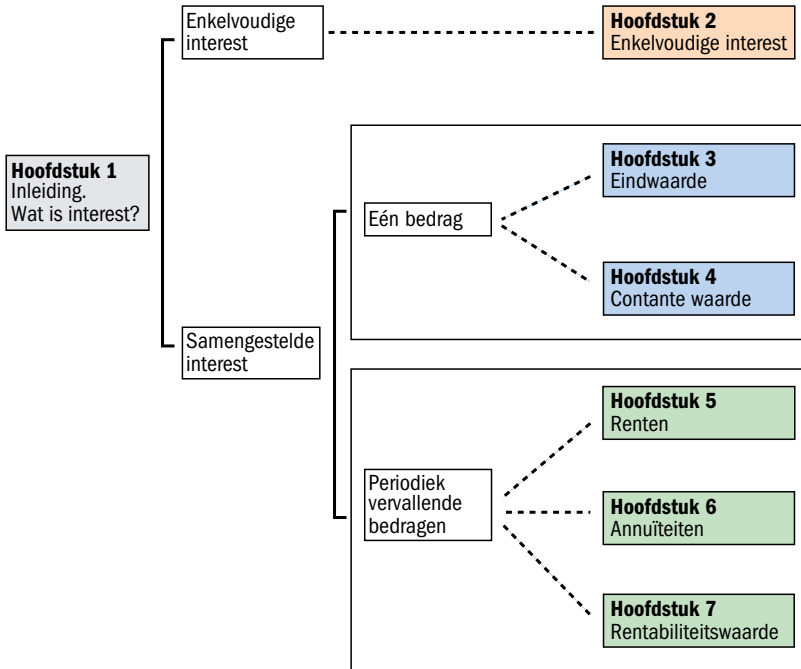 Enkelvoudige
interest
Hoofdstuk 2
Enkelvoudige interest
Hoofdstuk 1
Inleiding.
Wat is interest?
Hoofdstuk 3
Eindwaarde
Eén bedrag
Hoofdstuk 4
Contante waarde
Samengestelde
interest
Hoofdstuk 5
Renten
Periodiek
vervallende
bedragen
Hoofdstuk 6
Annuïteiten
Hoofdstuk 7
Rentabiliteitswaarde